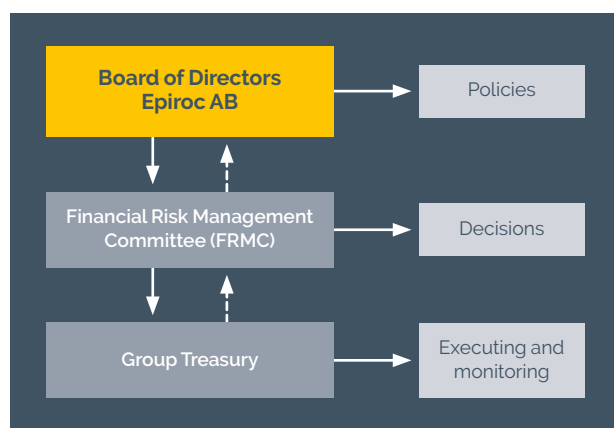 Board of Directors
Epiroc AB
Policies
Financial Risk Management
Committee (FRMC)
Decisions
Group Treasury
Executing and
monitoring